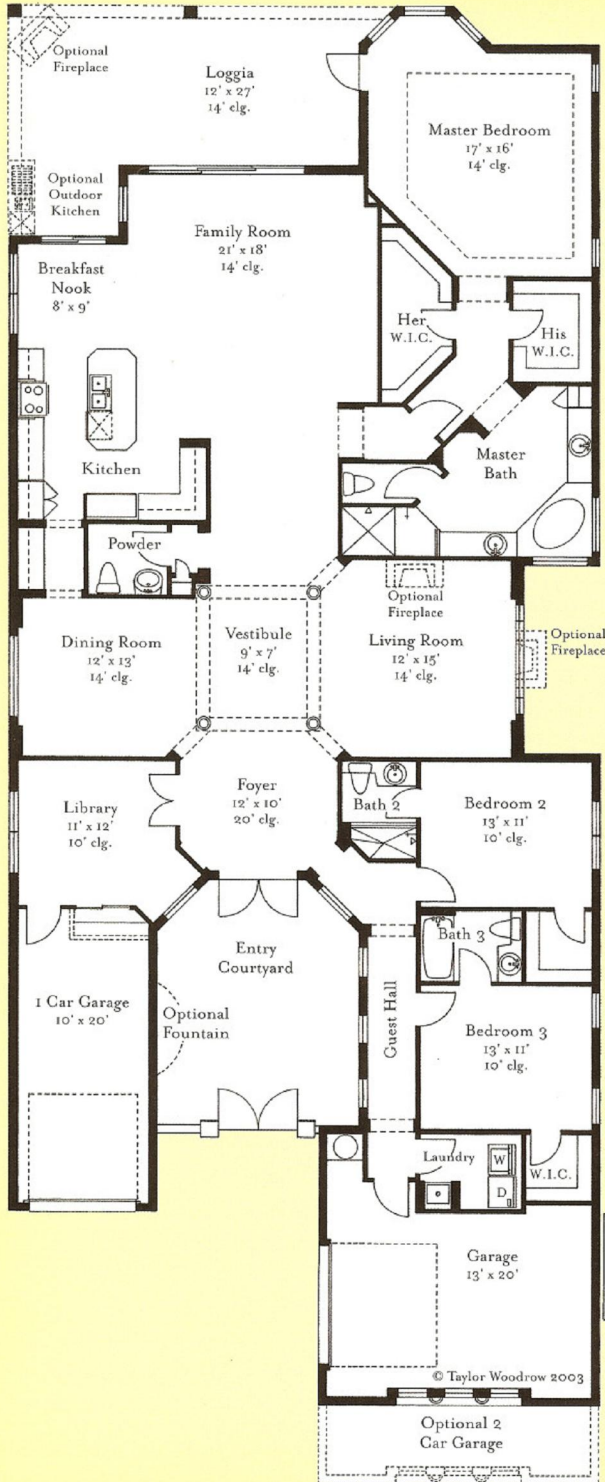 Optional
Fireplace
Loggia
12' x 27'
14' clg.
Master Bedroom
17' x 16'
14' clg.
Optional
Outdoor
Kitchen
Family Room
21' x 18'
14' clg.
Breakfast
Nook
8' x 9'
Her
W.I.C.
His
W.I.C.
Kitchen
Master
Bath
Powder
Optional
Fireplace
Dining Room
12' x 13'
14' clg.
Vestibule
9' x 7'
14' clg.
Living Room
12' x 15'
14' clg.
Optional
Fireplace
Library
11' x 12'
10' clg.
Foyer
12' x 10'
20' clg.
Bath 2
Bedroom 2
13' x 11'
10' clg.
Entry
Courtyard
Bath 3
1 Car Garage
10' x 20'
Optional
Fountain
Guest Hall
Bedroom 3
13' x 11'
10' clg.
Laundry
W
D
W.I.C.
Garage
13' x 20'
© Taylor Woodrow 2003
Optional 2
Car Garage